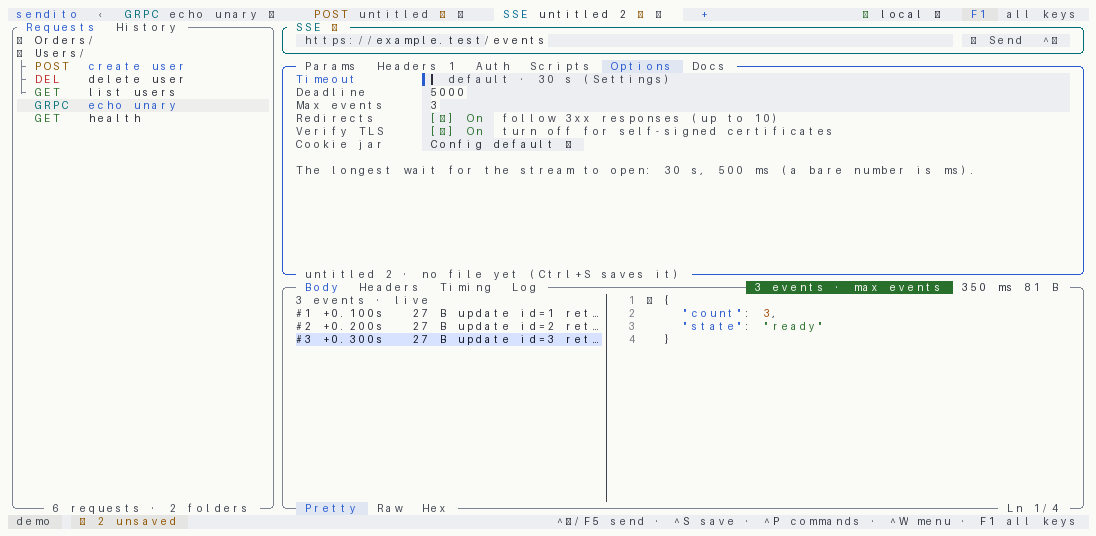 sendito ‹ GRPC echo unary POST untitled SSE untitled 2 + local F1 all keys
Requests History
Orders/
Users/
POST create user
DEL delete user
GET list users
GRPC echo unary
GET health
6 requests · 2 folders
SSE
https://example.test/events Send ^
Params Headers 1 Auth Scripts Options Docs
Timeout default · 30 s (Settings)
Deadline 5000
Max events 3
Redirects [ ] On follow 3xx responses (up to 10)
Verify TLS [ ] On turn off for self-signed certificates
Cookie jar Config default
The longest wait for the stream to open: 30 s, 500 ms (a bare number is ms).
untitled 2 · no file yet (Ctrl+S saves it)
Body Headers Timing Log 3 events · max events 350 ms 81 B
3 events · live
#1 +0.100s 27 B update id=1 ret…
#2 +0.200s 27 B update id=2 ret…
#3 +0.300s 27 B update id=3 ret…
1 {
2 "count": 3,
3 "state": "ready"
4 }
Pretty Raw Hex Ln 1/4
demo 2 unsaved ^ /F5 send · ^S save · ^P commands · ^W menu · F1 all keys